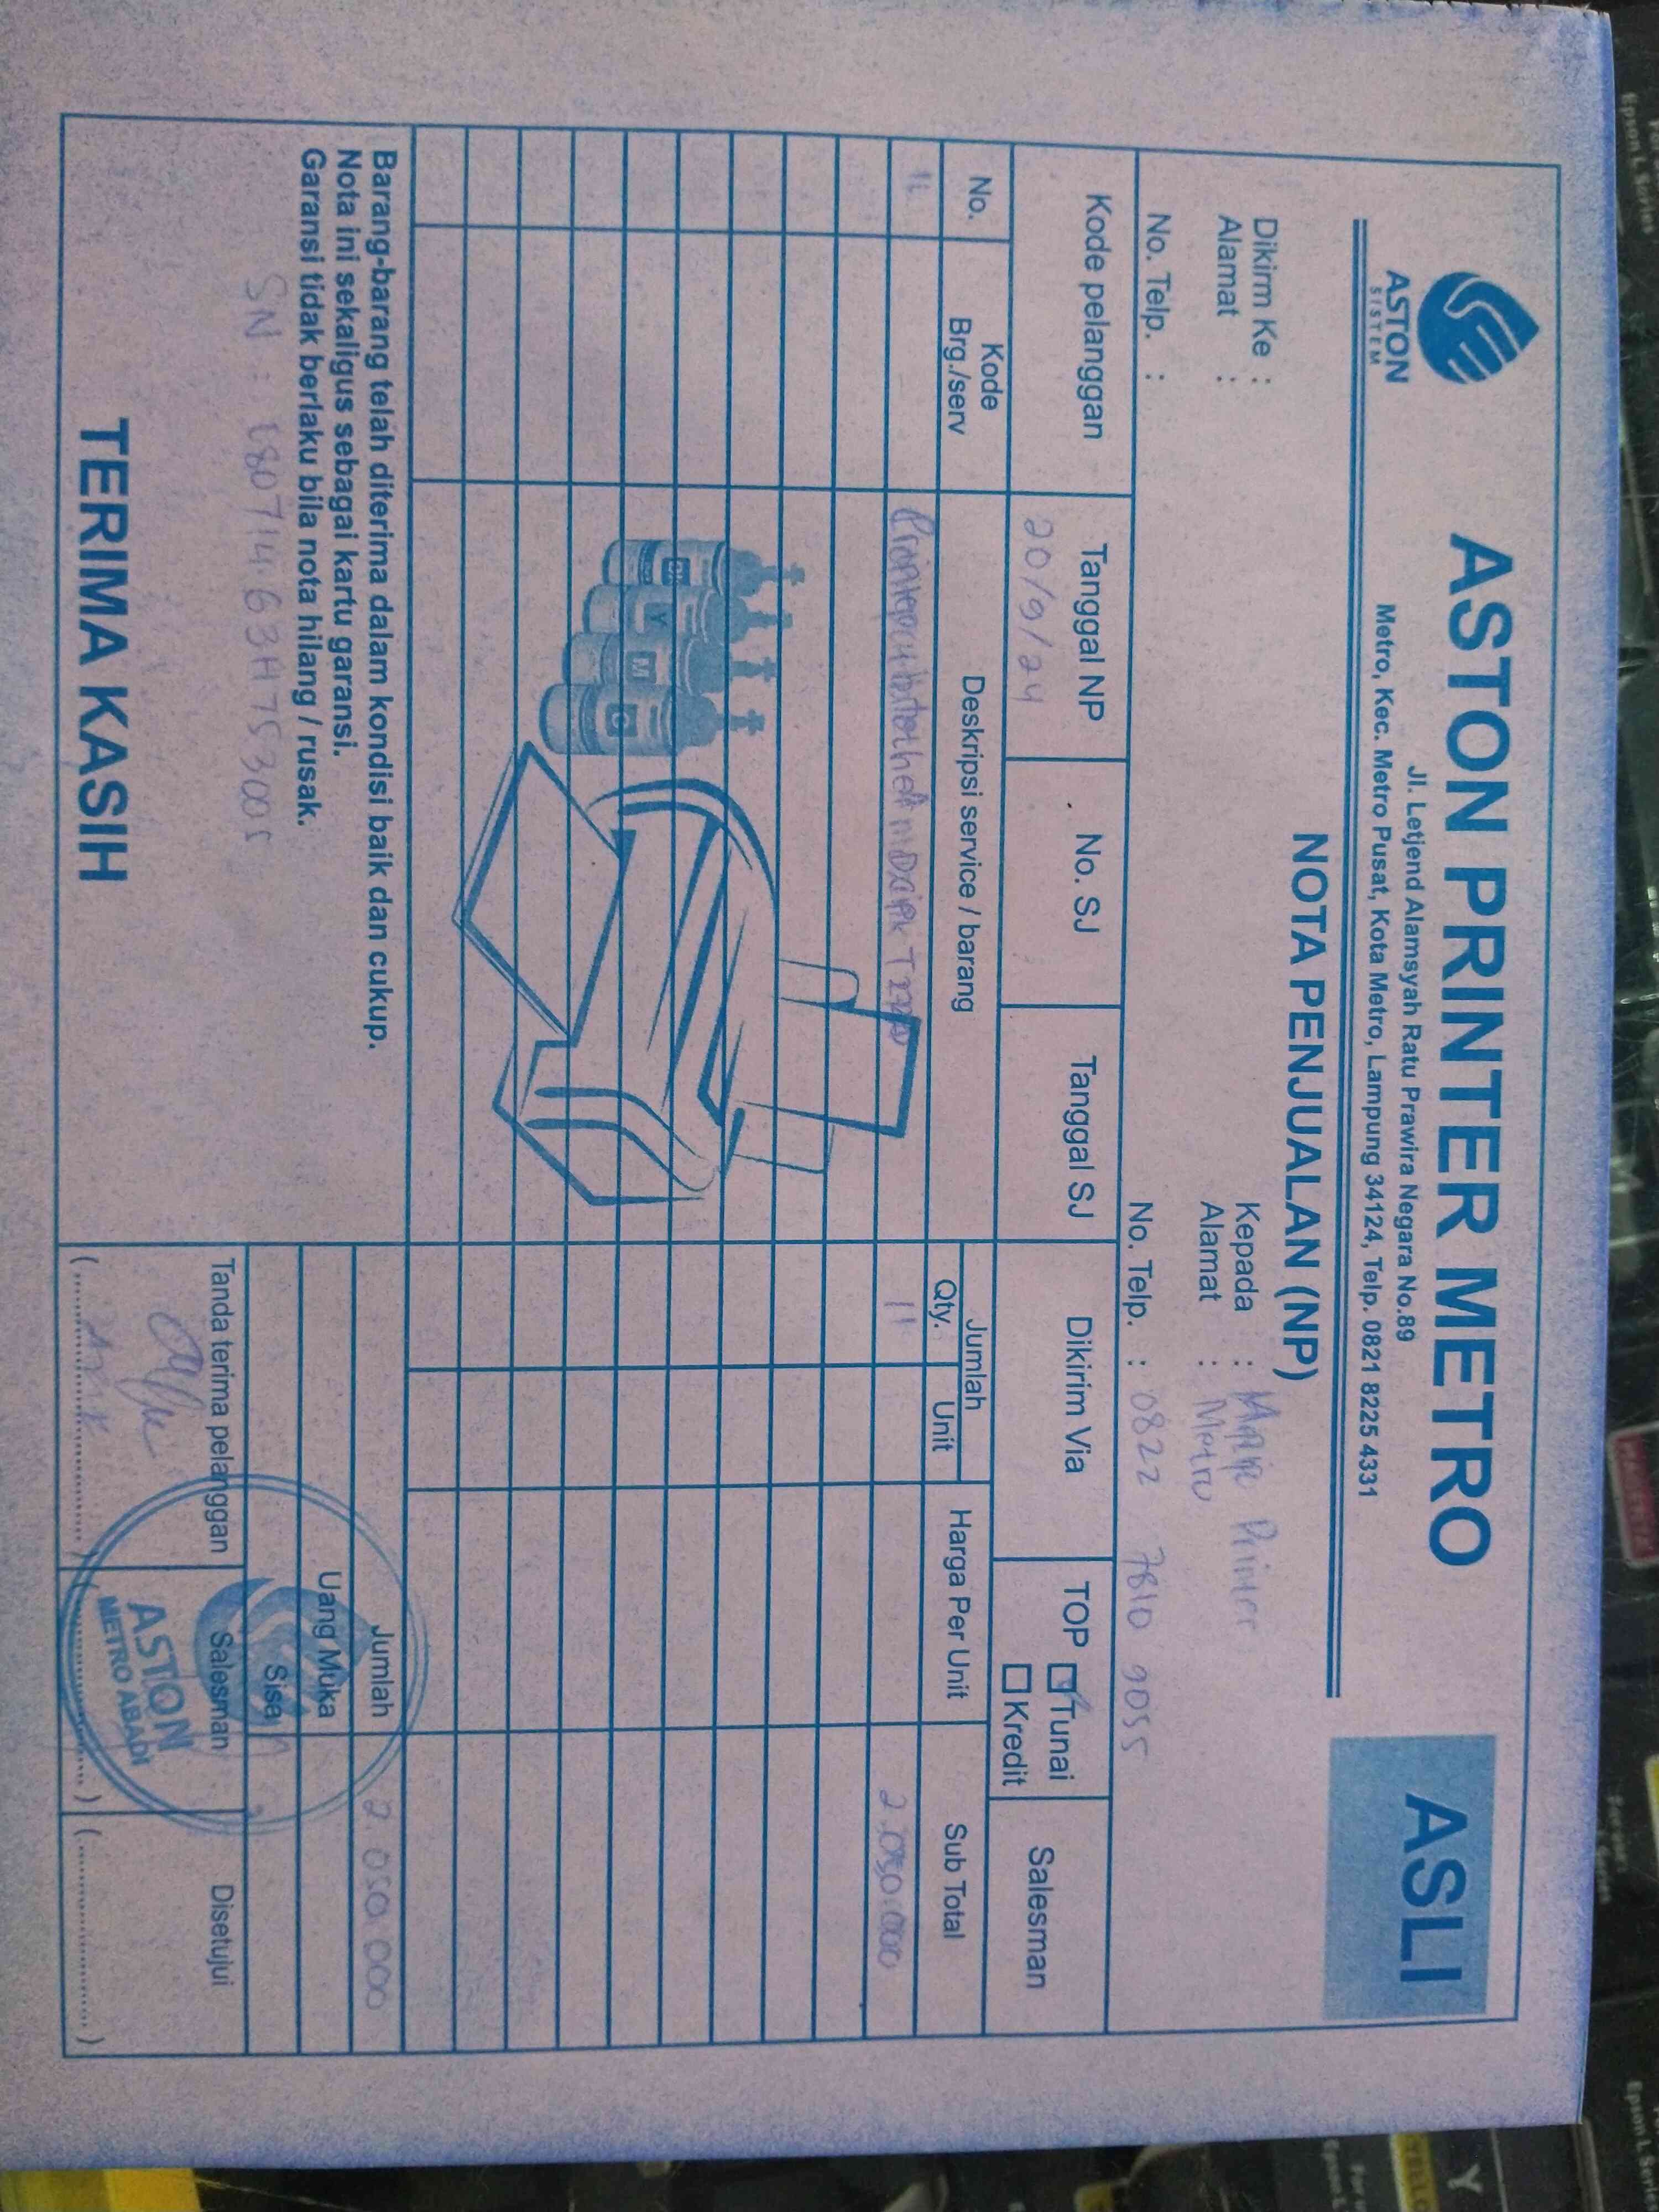 ASTON
SISTEM
ASTON PRINTER METRO
Jl. Letjend Alamsyah Ratu Prawira Negara No.89
Metro, Kec. Metro Pusat, Kota Metro, Lampung 34124, Telp. 0821 8225 4331
ASLI
NOTA PENJUALAN (NP)
Dikirm Ke :
Alamat :
No. Telp. :
Kepada :
Alamat : Metro
No. Telp. : 0822 7810 9055
Kode pelanggan
Tanggal NP
No. SJ
Tanggal SJ
Dikirim Via
TOP
Tunai
Kredit
Salesman
20/9/24
No.
Kode
Brg./serv
Deskripsi service / barang
Jumlah
Qty.
Unit
Harga Per Unit
Sub Total
2.050.000
Y
M
C
Barang-barang telah diterima dalam kondisi baik dan cukup.
Nota ini sekaligus sebagai kartu garansi.
Garansi tidak berlaku bila nota hilang / rusak.
TERIMA KASIH
Jumlah
2.050.000
Uang Muka
Sisa
Tanda terima pelanggan
Salesman
Disetujui
ASTON
METRO ABADI
Epson L Series
Epson L Series
Y